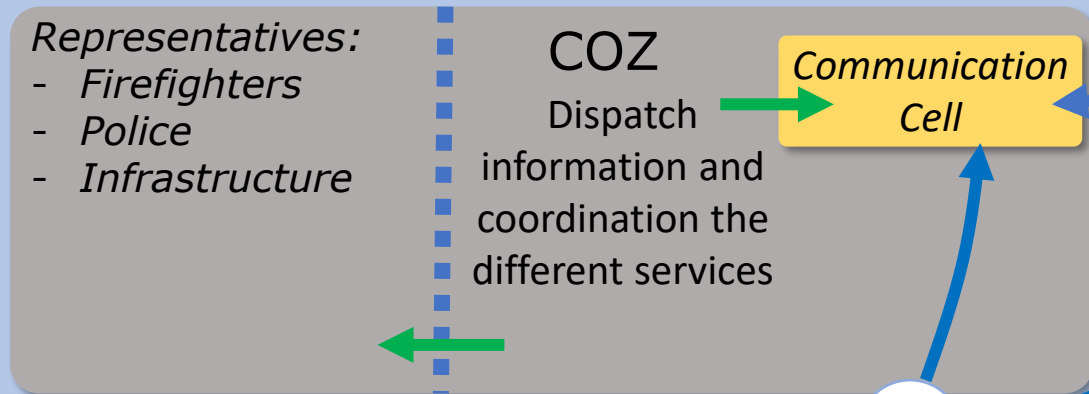 Representatives:
- Firefighters
- Police
- Infrastructure
COZ
Dispatch
information and
coordination the
different services
Communication
Cell